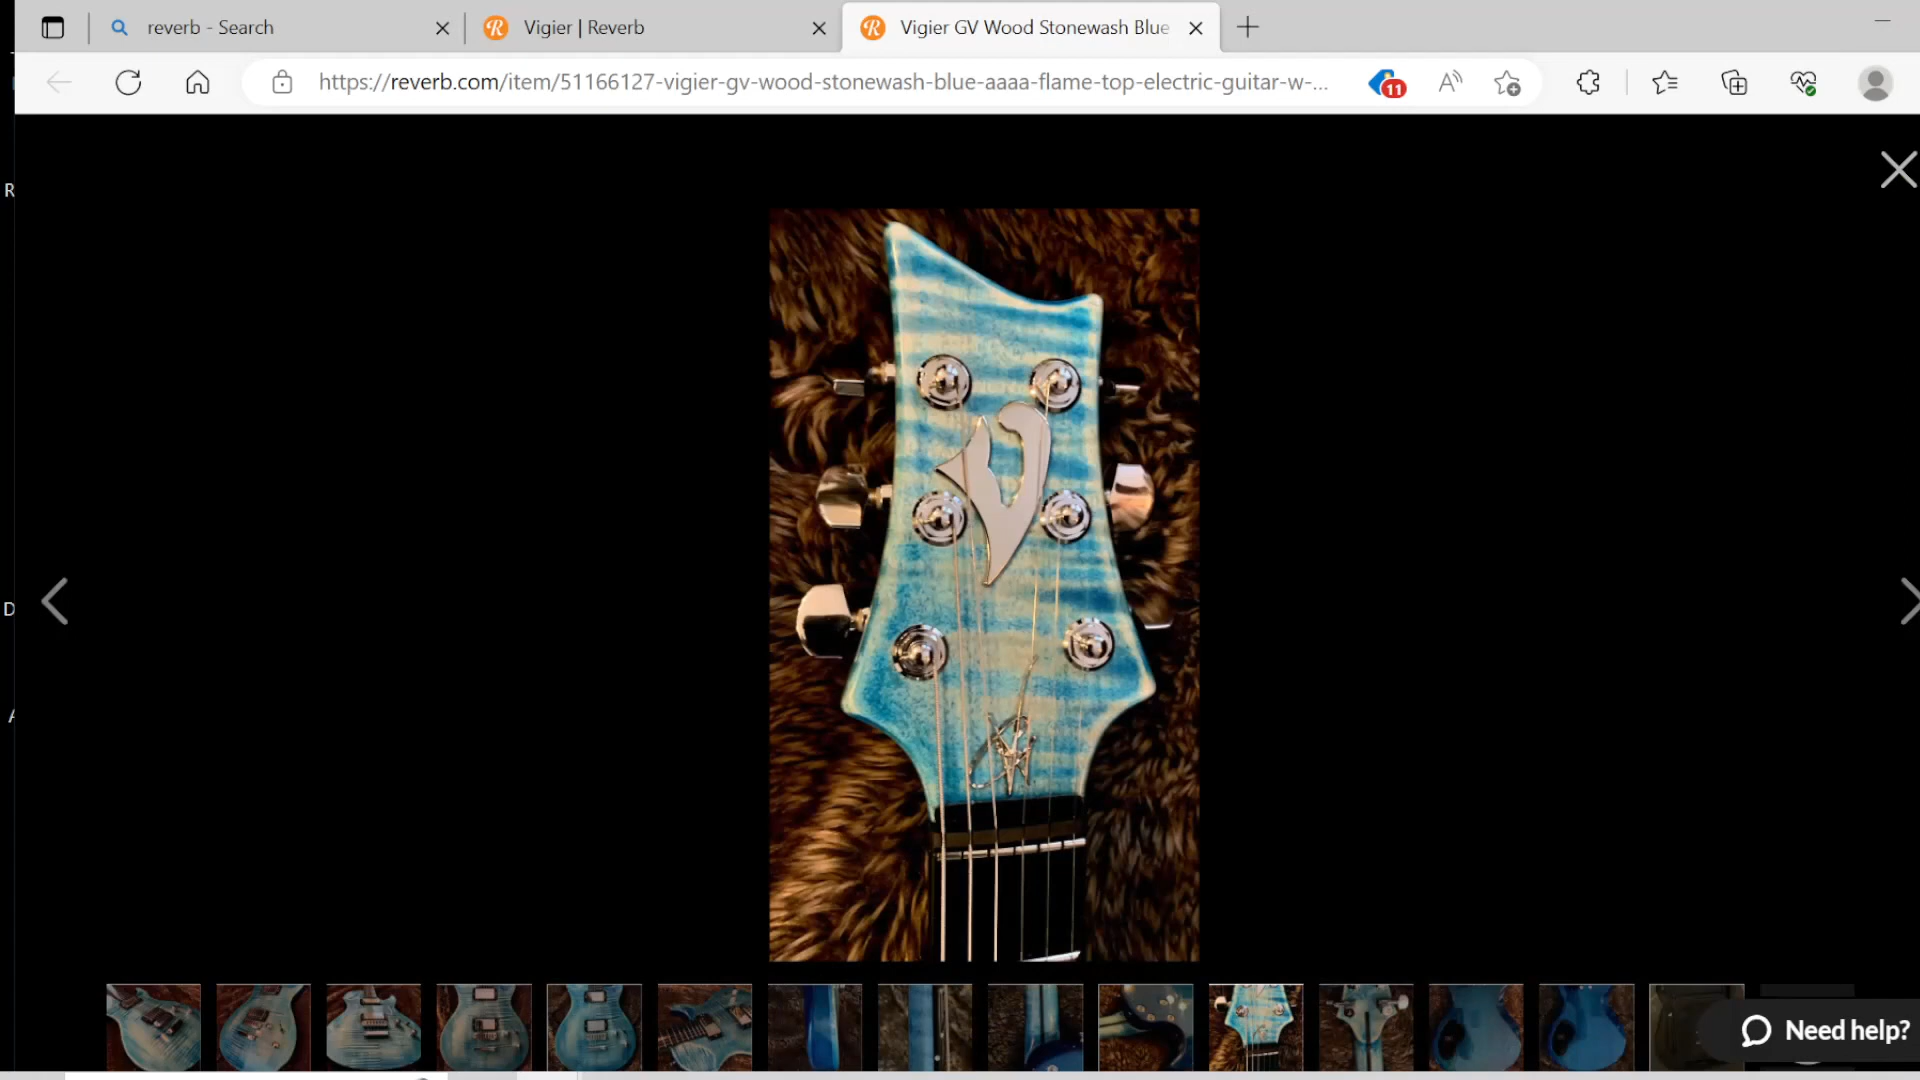 reverb - Search
Vigier | Reverb
Vigier GV Wood Stonewash Blue
https://reverb.com/item/51166127-vigier-gv-wood-stonewash-blue-aaaa-flame-top-electric-guitar-w-...
11
R
D
A
Need help?